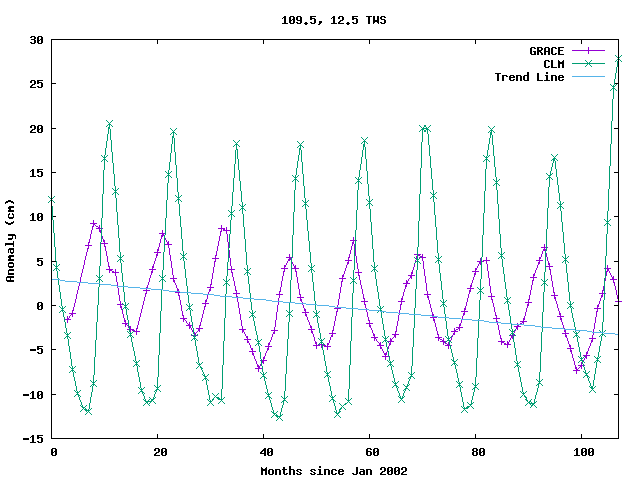 109.5, 12.5 TWS
GRACE
CLM
Trend Line
30
25
20
15
10
5
0
-5
-10
-15
Anomaly (cm)
0 20 40 60 80 100
Months since Jan 2002